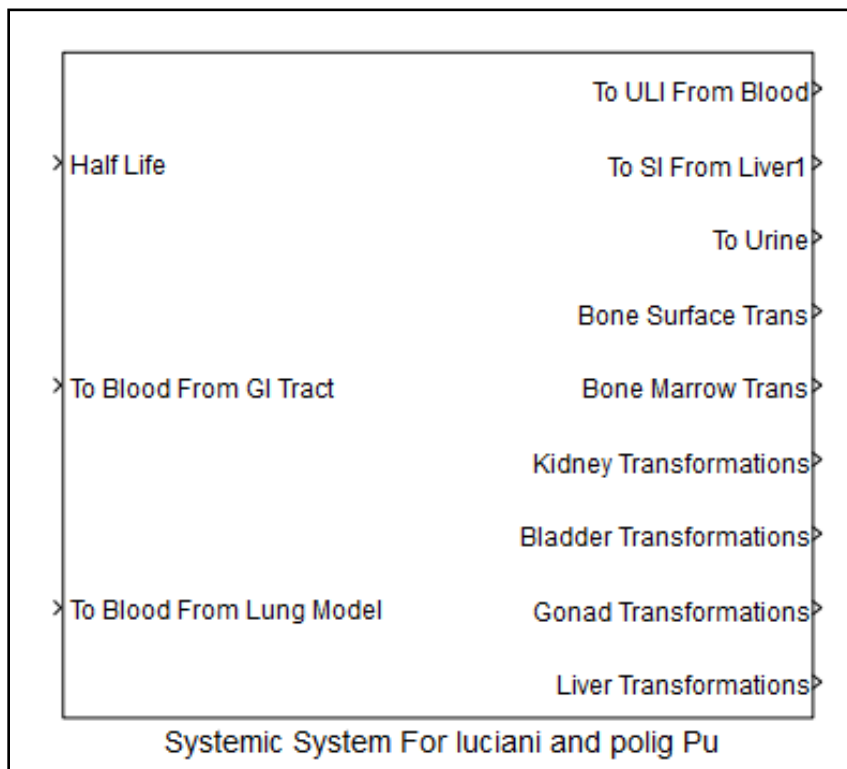 To ULI From Blood
Half Life
To SI From Liver1
To Urine
Bone Surface Trans
To Blood From GI Tract
Bone Marrow Trans
Kidney Transformations
Bladder Transformations
To Blood From Lung Model
Gonad Transformations
Liver Transformations
Systemic System For luciani and polig Pu